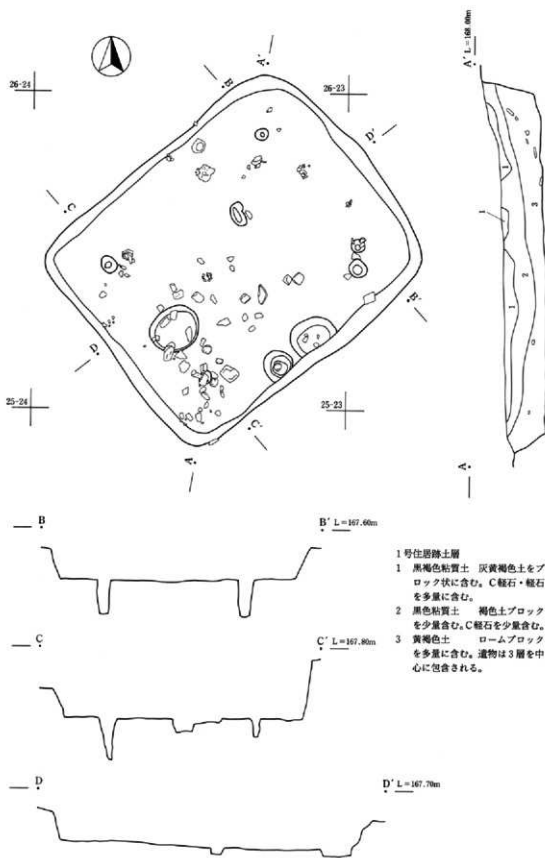 26-24
B'
A'
26-23
D'
A' L=168.00m
C
B'
D
25-24
C'
25-23
A
A
1
1
1
2
3
B
B' L=167.60m
C
C' L=167.80m
D
D' L=167.70m
1号住居跡土層
1 黒褐色粘質土 灰黄褐色土をブ
ロック状に含む。C軽石・軽石
を多量に含む。
2 黒色粘質土 褐色土ブロック
を少量含む。C軽石を少量含む。
3 黄褐色土 ロームブロック
を多量に含む。遺物は3層を中
心に包含される。